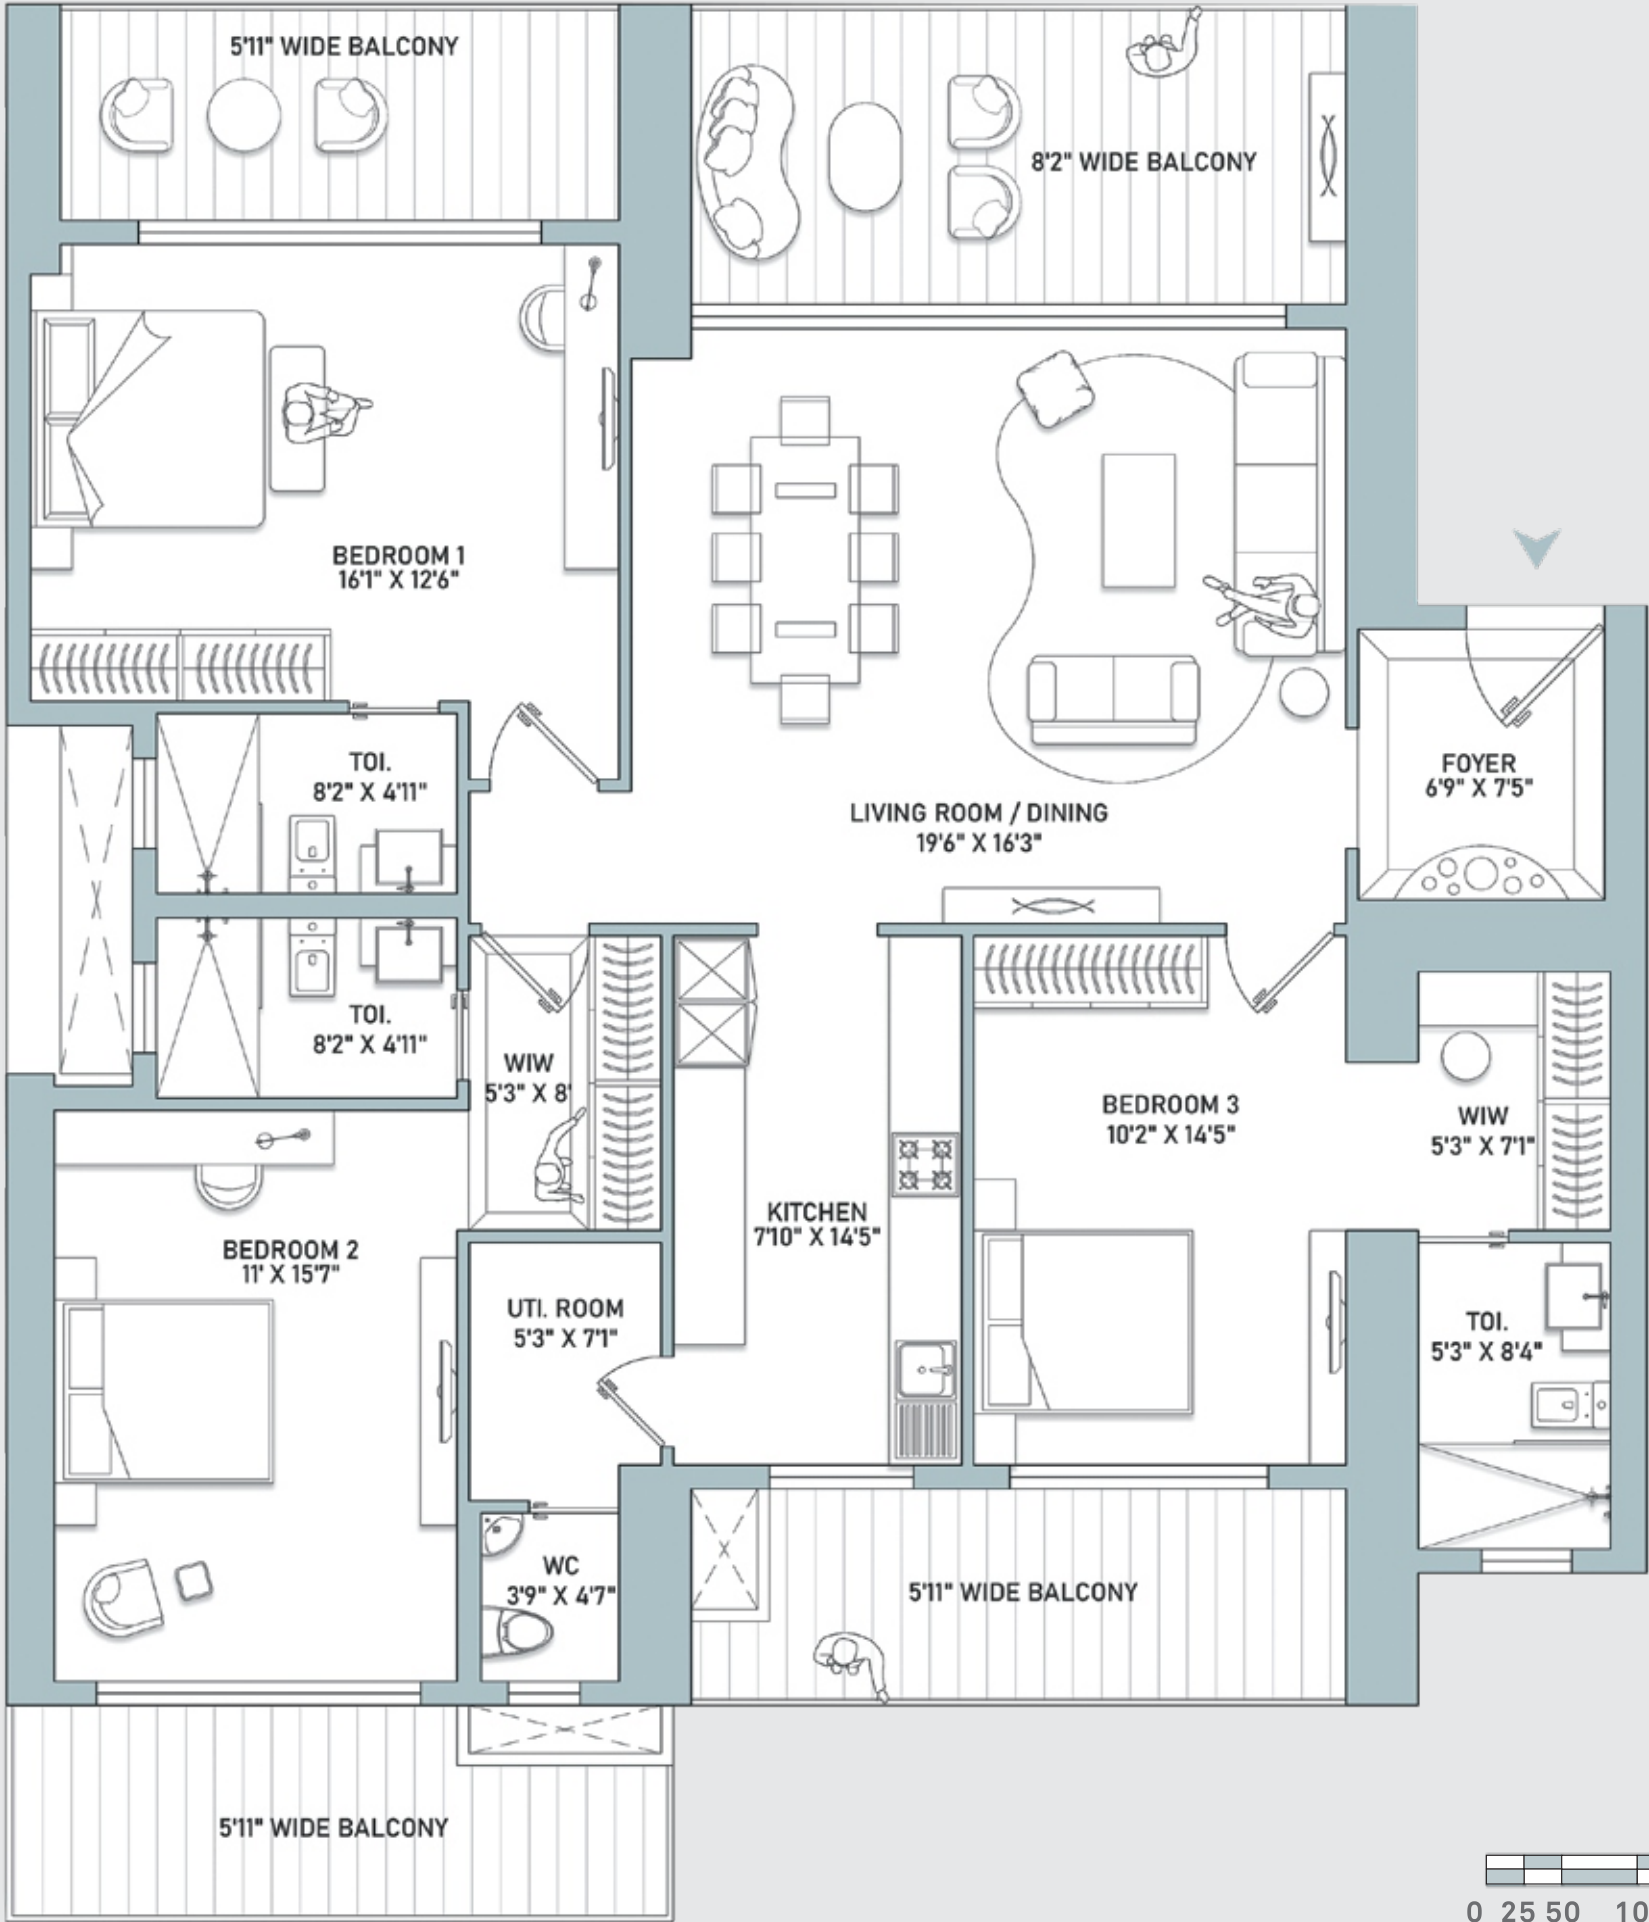 5'11" WIDE BALCONY
8'2" WIDE BALCONY
BEDROOM 1
16'1" X 12'6"
TOI.
8'2" X 4'11"
LIVING ROOM / DINING
19'6" X 16'3"
FOYER
6'9" X 7'5"
TOI.
8'2" X 4'11"
WIW
5'3" X 8'
BEDROOM 3
10'2" X 14'5"
WIW
5'3" X 7'1"
KITCHEN
7'10" X 14'5"
BEDROOM 2
11' X 15'7"
UTI. ROOM
5'3" X 7'1"
TOI.
5'3" X 8'4"
WC
3'9" X 4'7"
5'11" WIDE BALCONY
5'11" WIDE BALCONY
0 25 50 10